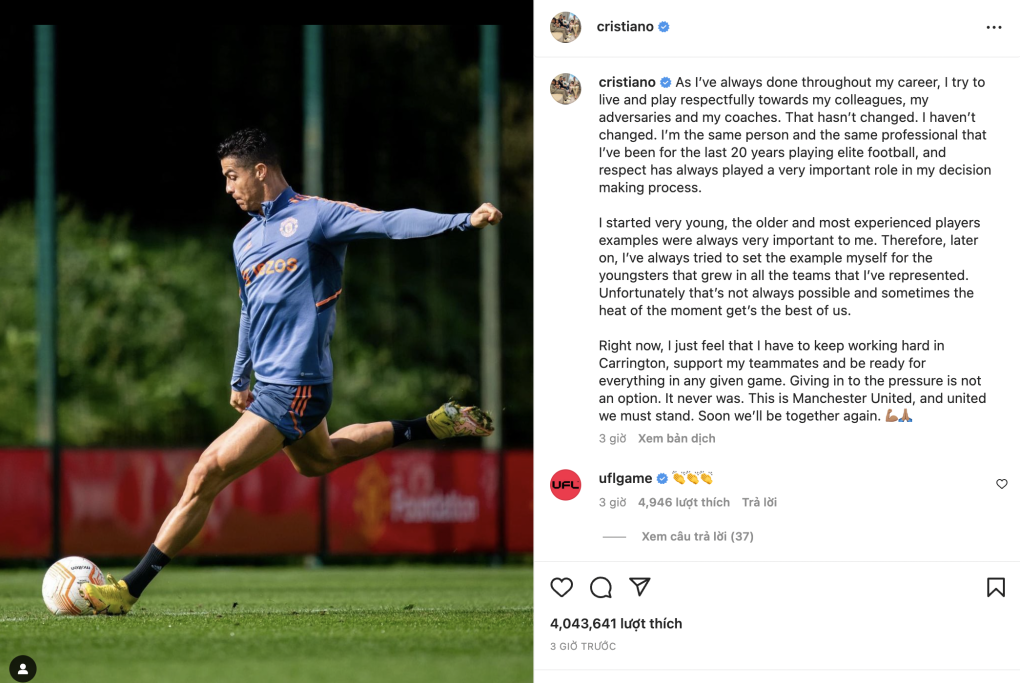 cristiano
cristiano As I've always done throughout my career, I try to
live and play respectfully towards my colleagues, my
adversaries and my coaches. That hasn't changed. I haven't
changed. I'm the same person and the same professional that
I've been for the last 20 years playing elite football, and
respect has always played a very important role in my decision
making process.
I started very young, the older and most experienced players
examples were always very important to me. Therefore, later
on, I've always tried to set the example myself for the
youngsters that grew in all the teams that I've represented.
Unfortunately that's not always possible and sometimes the
heat of the moment get's the best of us.
Right now, I just feel that I have to keep working hard in
Carrington, support my teammates and be ready for
everything in any given game. Giving in to the pressure is not
an option. It never was. This is Manchester United, and united
we must stand. Soon we'll be together again. 💪🏽🙏🏽
3 giờ Xem bản dịch
UFL
uflgame 👏👏👏
3 giờ 4,946 lượt thích Trả lời
Xem câu trả lời (37)
4,043,641 lượt thích
3 GIỜ TRƯỚC
Foundation
molten